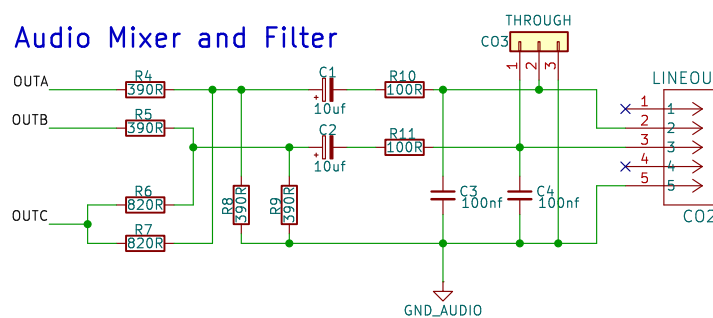 THROUGH
Audio Mixer and Filter
CO3
1 2 3
LINEOU
OUTA
R4
390R
C1
+
10uf
R10
100R
1 1
OUTB
R5
390R
2 2
C2
+
10uf
R11
100R
3 3
4 4
R6
820R
R8
390R
R9
390R
C3
100nf
C4
100nf
5 5
OUTC
R7
820R
CO2
GND_AUDIO